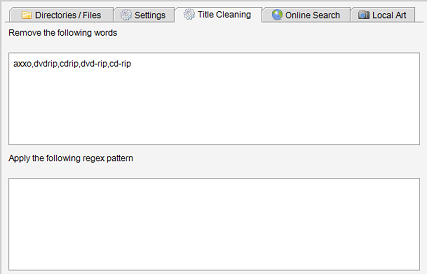 Directories / Files Settings Title Cleaning Online Search Local Art
Remove the following words
axxo,dvdrip,cdrip,dvd-rip,cd-rip
Apply the following regex pattern